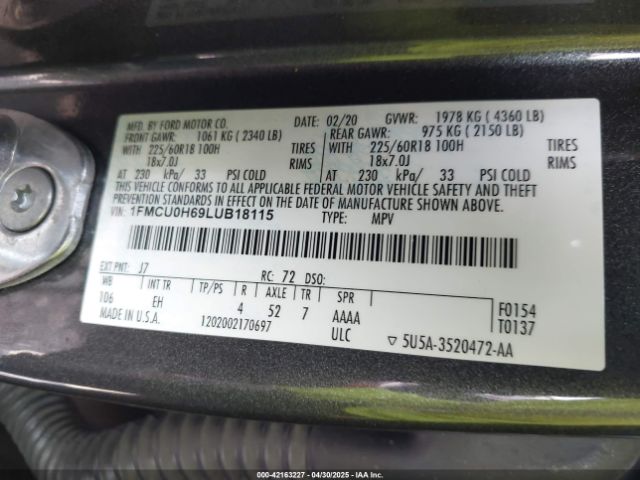 MFD. BY FORD MOTOR CO. 02/20 GVWR: 1978 KG ( 4360 LB)
FRONT GAWR: 1061 KG ( 2340 LB) REAR GAWR: 975 KG ( 2150 LB)
WITH 225/60R18 100H TIRES WITH 225/60R18 100H TIRES
18x7.0J RIMS 18x7.0J RIMS
AT 230 kPa/ 33 PSI COLD AT 230 kPa/ 33 PSI COLD
THIS VEHICLE CONFORMS TO ALL APPLICABLE FEDERAL MOTOR VEHICLE SAFETY AND THEFT
PREVENTION STANDARDS IN EFFECT ON THE DATE OF MANUFACTURE SHOWN ABOVE.
VIN: 1FMCU0H69LUB18115 TYPE: MPV
EXT PNT: J7 RC: 72 DSO:
WB INT TR TP/PS R AXLE TR SPR F0154
106 EH 4 52 7 AAAA T0137
MADE IN U.S.A. 1202002170697 ULC ▽ 5U5A-3520472-AA
000-42163227 - 04/30/2025 - IAAI.com